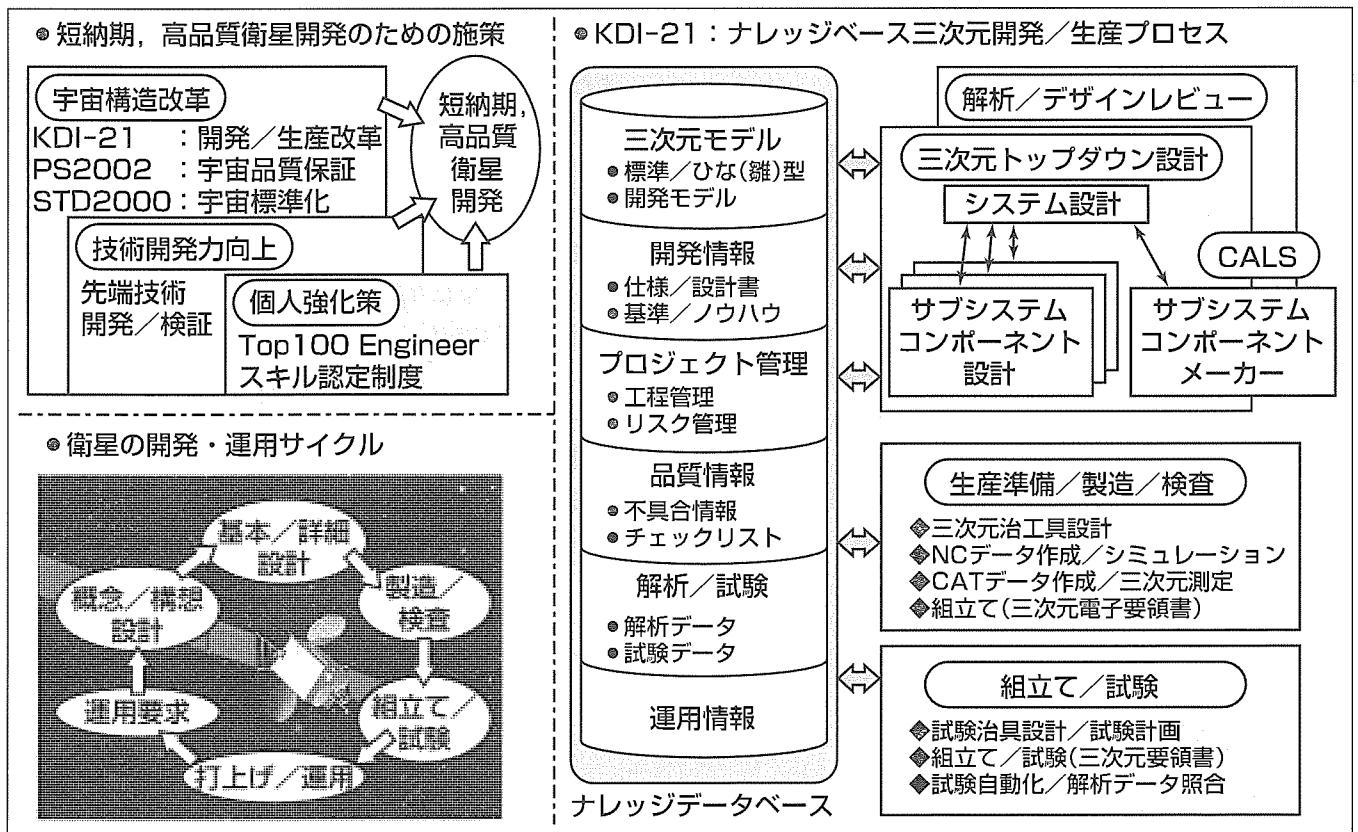 ●短納期，高品質衛星開発のための施策
宇宙構造改革
KDI-21　：開発／生産改革
PS2002　：宇宙品質保証
STD2000：宇宙標準化
技術開発力向上
先端技術
開発／検証
個人強化策
Top100 Engineer
スキル認定制度
短納期，
高品質
衛星
開発
●衛星の開発・運用サイクル
基本／詳細
設計
製造／
検査
組立て／
試験
打上げ／運用
運用要求
概念／構想
設計
●KDI-21：ナレッジベース三次元開発／生産プロセス
三次元モデル
●標準／ひな(雛)型
●開発モデル
開発情報
●仕様／設計書
●基準／ノウハウ
プロジェクト管理
●工程管理
●リスク管理
品質情報
●不具合情報
●チェックリスト
解析／試験
●解析データ
●試験データ
運用情報
ナレッジデータベース
解析／デザインレビュー
三次元トップダウン設計
システム設計
CALS
サブシステム
コンポーネント
設計
サブシステム
コンポーネント
メーカー
生産準備／製造／検査
◆三次元治工具設計
◆NCデータ作成／シミュレーション
◆CATデータ作成／三次元測定
◆組立て(三次元電子要領書)
組立て／試験
◆試験治具設計／試験計画
◆組立て／試験(三次元要領書)
◆試験自動化／解析データ照合